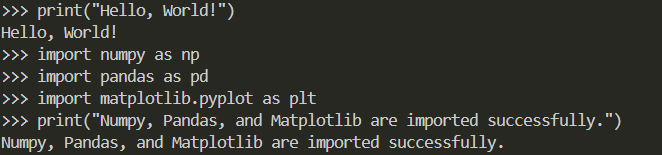 >>> print("Hello, World!")
Hello, World!
>>> import numpy as np
>>> import pandas as pd
>>> import matplotlib.pyplot as plt
>>> print("Numpy, Pandas, and Matplotlib are imported successfully.")
Numpy, Pandas, and Matplotlib are imported successfully.